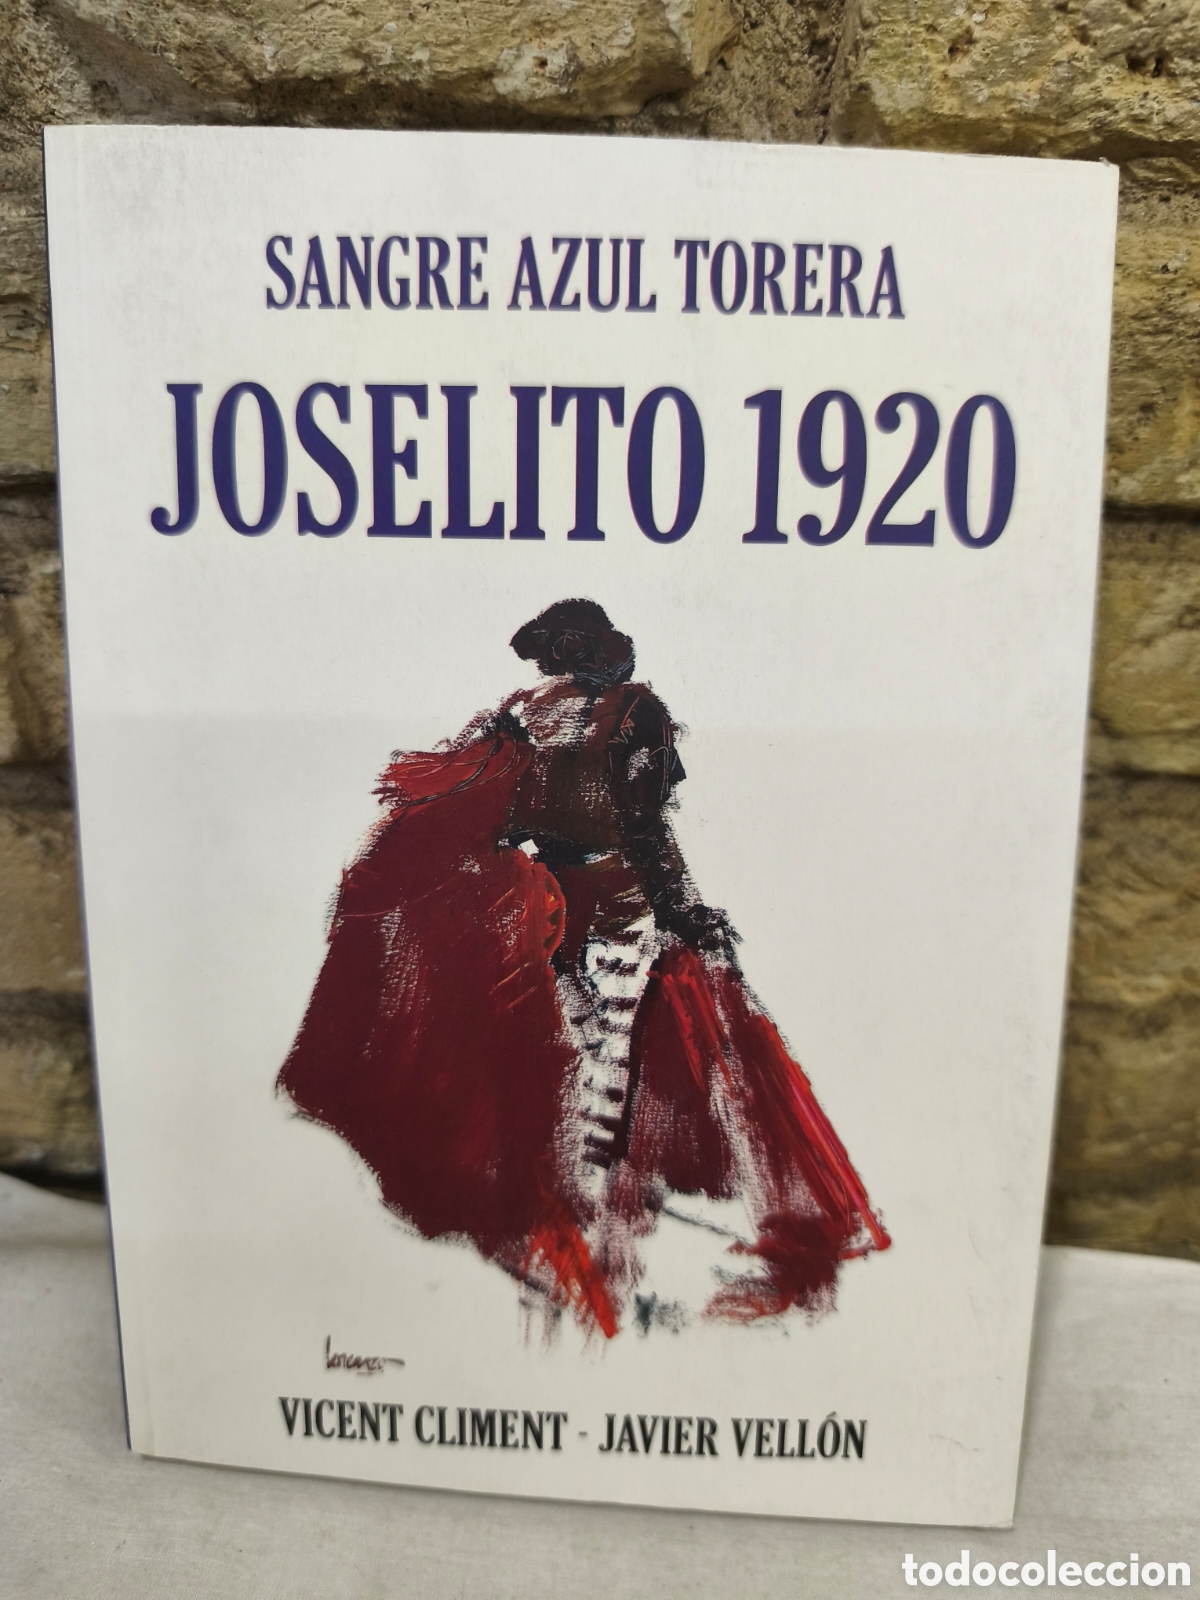 SANGRE AZUL TORERA
JOSELITO 1920
VICENT CLIMENT - JAVIER VELLÓN
todocoleccion